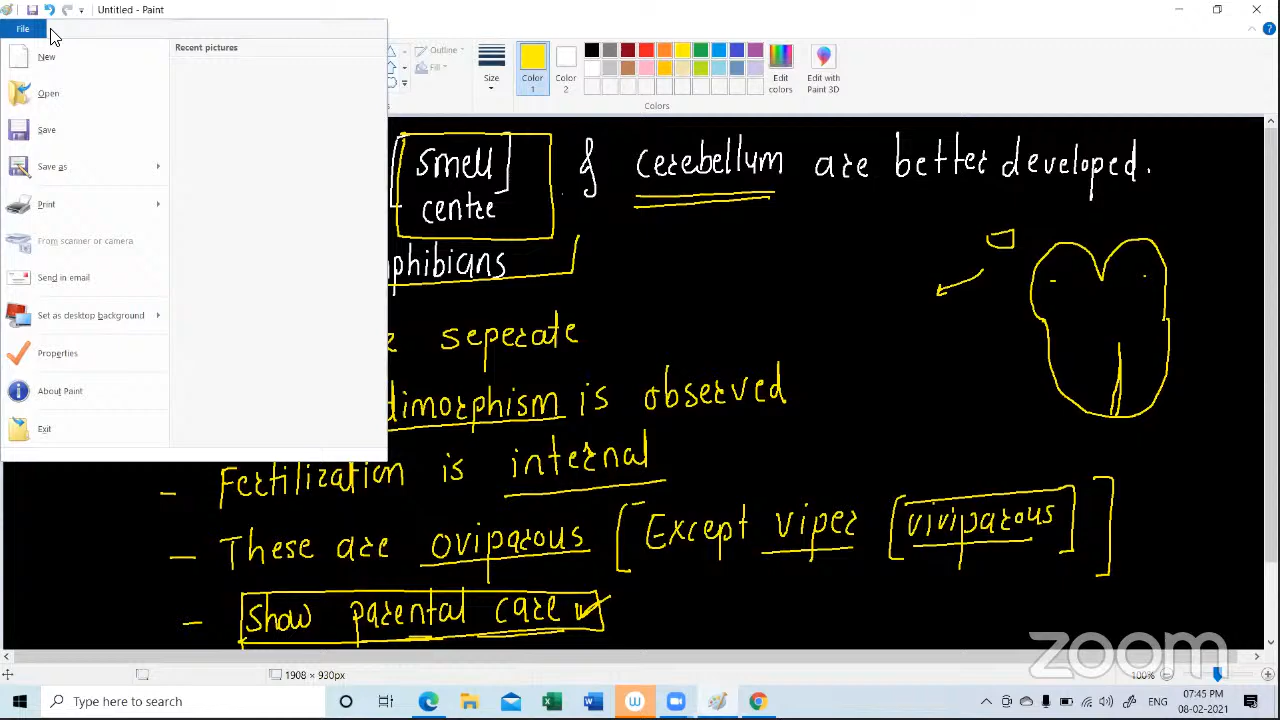 Untitled - Paint
File
New
Open
Save
Save as
Print
From scanner or camera
Send in email
Set as desktop background
Properties
About Paint
Exit
Recent pictures
Outline
Fill
Size
Color 1
Color 2
Edit colors
Edit with Paint 3D
Colors
[smell] & cerebellum are better developed.
centre
phibians
seperate
dimorphism is observed
- Fertilization is internal
- These are oviparous [Except viper [viviparous]]
- Show parental care ✓
zoom
1908 × 930px
100%
Type here to search
ENG
07:45 PM
08-02-2021